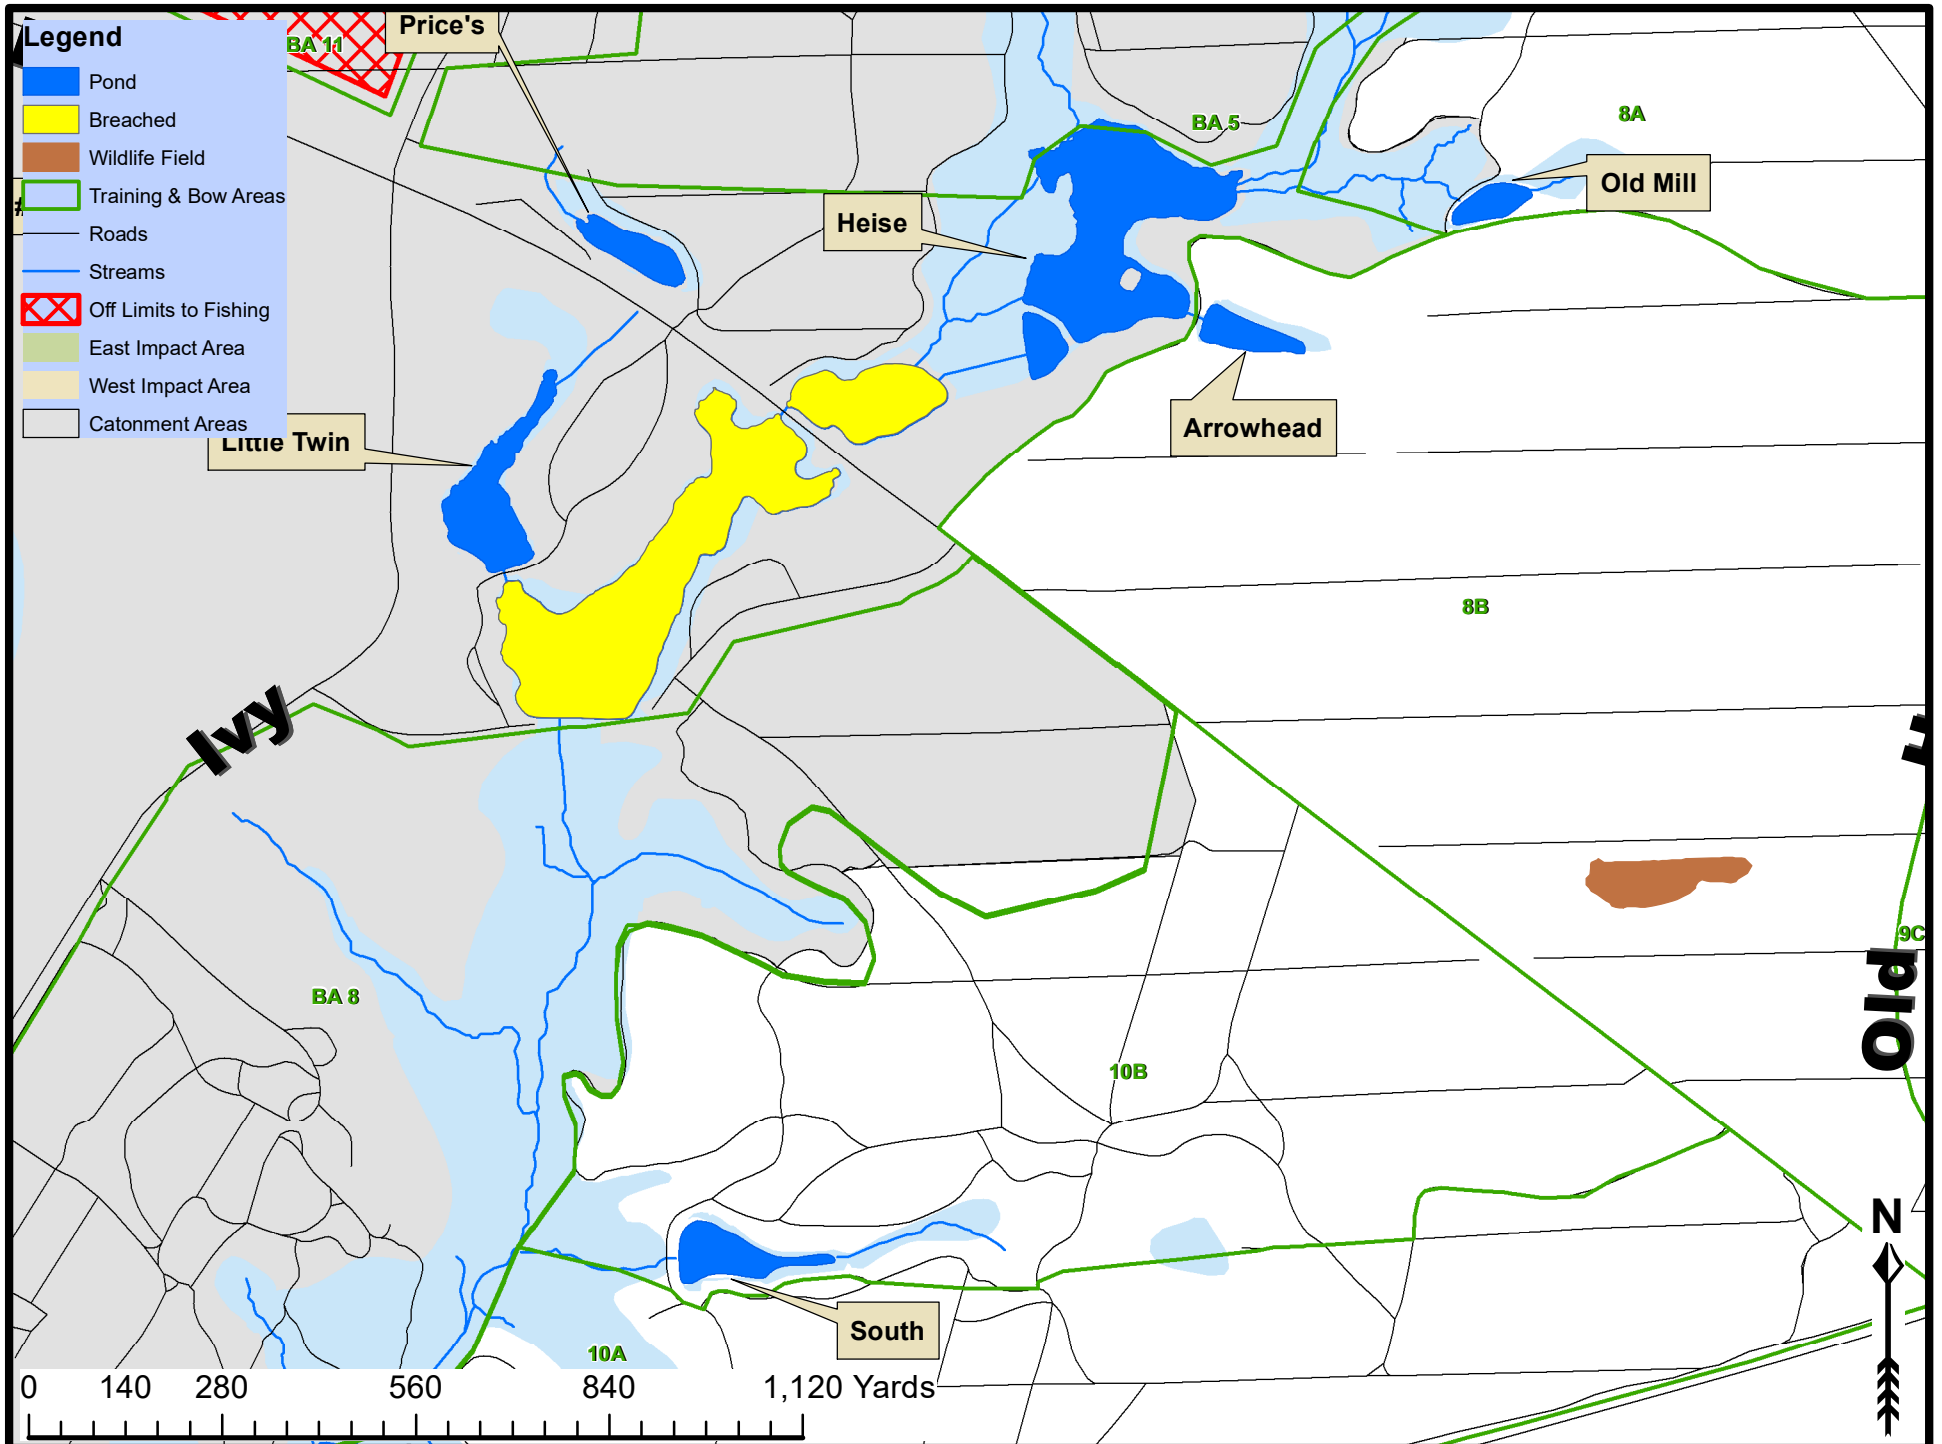 Legend
Pond
Breached
Wildlife Field
Training & Bow Areas
Roads
Streams
Off Limits to Fishing
East Impact Area
West Impact Area
Catonment Areas
BA 11
Price's
BA 5
8A
Old Mill
Heise
Arrowhead
Little Twin
8B
Ivy
9C
Old
BA 8
10B
South
10A
N
0 140 280 560 840 1,120 Yards